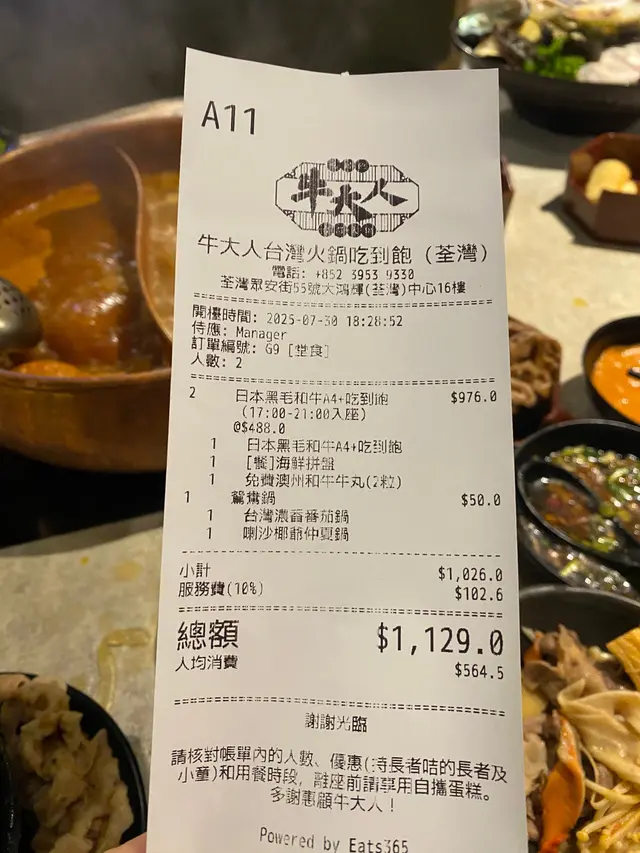 A11
牛大人
牛大人台灣火鍋吃到飽 (荃灣)
電話: +852 3953 9330
荃灣眾安街55號大鴻輝(荃灣)中心16樓
開檯時間: 2025-07-30 18:28:52
侍應: Manager
訂單編號: G9 [堂食]
人數: 2
2 日本黑毛和牛A4+吃到飽 $976.0
(17:00-21:00入座)
@$488.0
1 日本黑毛和牛A4+吃到飽
1 [餐]海鮮拼盤
1 免費澳州和牛牛丸(2粒)
1 鴛鴦鍋 $50.0
1 台灣濃蕃番茄鍋
1 喇沙椰爺仲夏鍋
小計 $1,026.0
服務費(10%) $102.6
總額 $1,129.0
人均消費 $564.5
謝謝光臨
請核對帳單內的人數、優惠(持長者咭的長者及
小童)和用餐時段，離座前請享用自攜蛋糕。
多謝惠顧牛大人！
Powered by Eats365